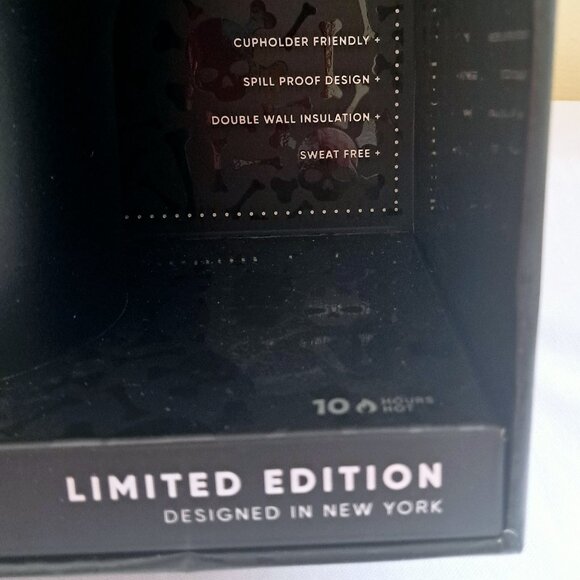 CUPHOLDER FRIENDLY +
SPILL PROOF DESIGN +
DOUBLE WALL INSULATION +
SWEAT FREE +
10 HOURS
HOT
LIMITED EDITION
DESIGNED IN NEW YORK